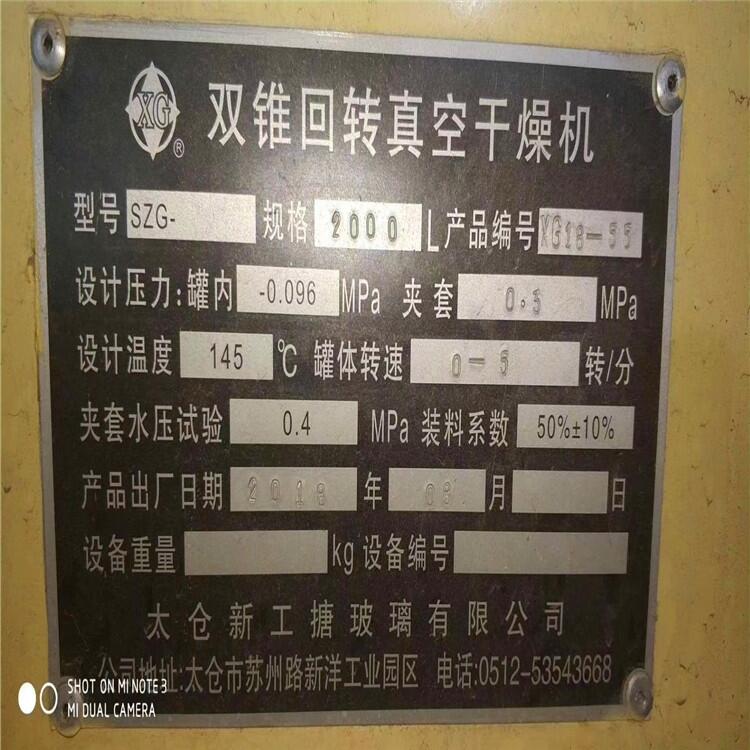 XG ® 双锥回转真空干燥机
型号 SZG- 规格 2000 L 产品编号 XG18-55
设计压力:罐内 -0.096 MPa 夹套 0.3 MPa
设计温度 145 ℃ 罐体转速 0-5 转/分
夹套水压试验 0.4 MPa 装料系数 50%±10%
产品出厂日期 2018 年 03 月 日
设备重量 kg 设备编号
太仓新工搪玻璃有限公司
公司地址:太仓市苏州路新洋工业园区 电话:0512-53543668
SHOT ON MI NOTE 3
MI DUAL CAMERA